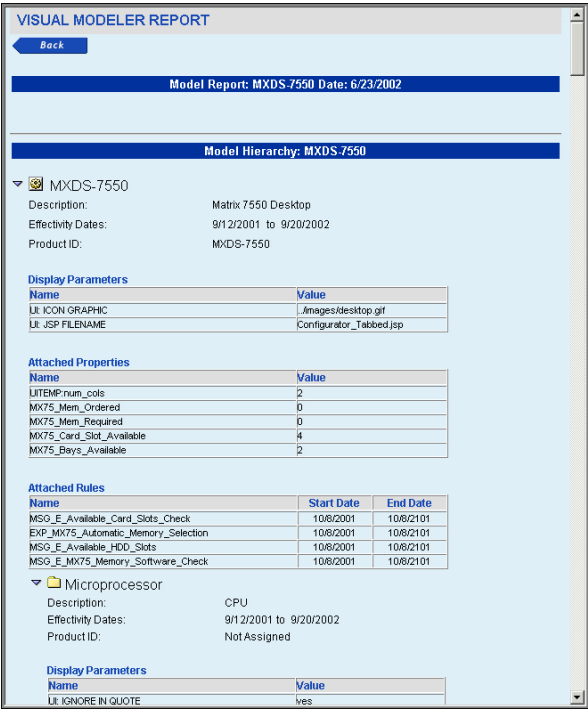 VISUAL MODELER REPORT
Back
Model Report: MXDS-7550 Date: 6/23/2002
Model Hierarchy: MXDS-7550
MXDS-7550
Description: Matrix 7550 Desktop
Effectivity Dates: 9/12/2001 to 9/20/2002
Product ID: MXDS-7550
Display Parameters
Name Value
UI: ICON GRAPHIC ../images/desktop.gif
UI: JSP FILENAME Configurator_Tabbed.jsp
Attached Properties
Name Value
UITEMP:num_cols 2
MX75_Mem_Ordered 0
MX75_Mem_Required 0
MX75_Card_Slot_Available 4
MX75_Bays_Available 2
Attached Rules
Name Start Date End Date
MSG_E_Available_Card_Slots_Check 10/8/2001 10/8/2101
EXP_MX75_Automatic_Memory_Selection 10/8/2001 10/8/2101
MSG_E_Available_HDD_Slots 10/8/2001 10/8/2101
MSG_E_MX75_Memory_Software_Check 10/8/2001 10/8/2101
Microprocessor
Description: CPU
Effectivity Dates: 9/12/2001 to 9/20/2002
Product ID: Not Assigned
Display Parameters
Name Value
UI: IGNORE IN QUOTE yes